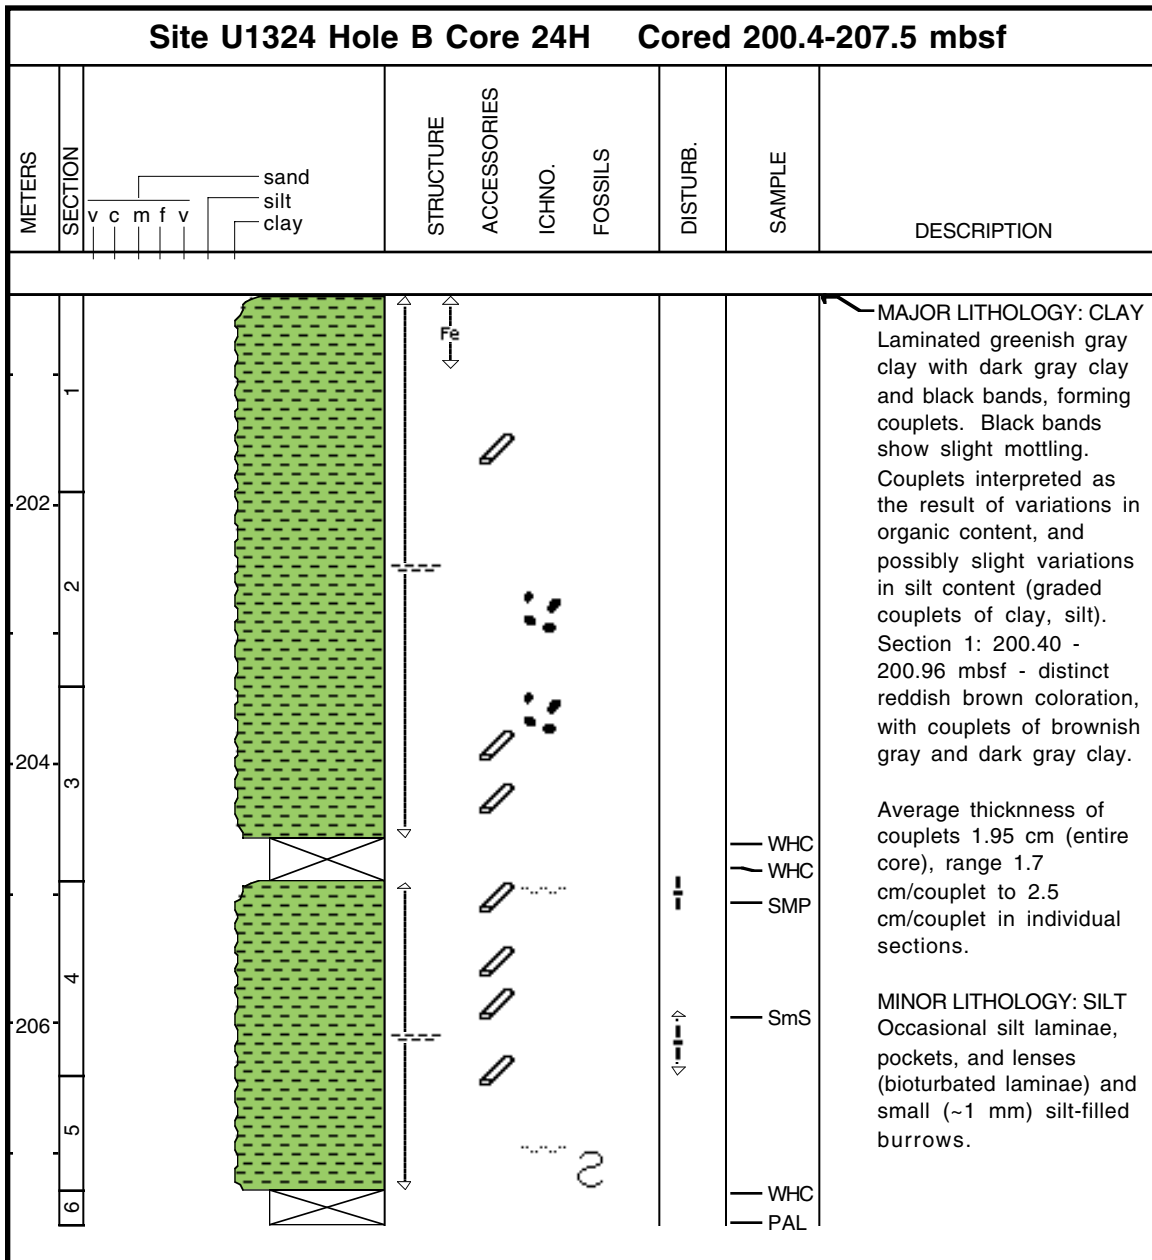 Site U1324 Hole B Core 24H Cored 200.4-207.5 mbsf
METERS
SECTION
v c m f v
sand
silt
clay
STRUCTURE
ACCESSORIES
ICHNO.
FOSSILS
DISTURB.
SAMPLE
DESCRIPTION
Fe
1
202
2
204
3
4
206
5
6
WHC
WHC
SMP
SmS
WHC
PAL
MAJOR LITHOLOGY: CLAY
Laminated greenish gray
clay with dark gray clay
and black bands, forming
couplets. Black bands
show slight mottling.
Couplets interpreted as
the result of variations in
organic content, and
possibly slight variations
in silt content (graded
couplets of clay, silt).
Section 1: 200.40 -
200.96 mbsf - distinct
reddish brown coloration,
with couplets of brownish
gray and dark gray clay.
Average thicknness of
couplets 1.95 cm (entire
core), range 1.7
cm/couplet to 2.5
cm/couplet in individual
sections.
MINOR LITHOLOGY: SILT
Occasional silt laminae,
pockets, and lenses
(bioturbated laminae) and
small (~1 mm) silt-filled
burrows.